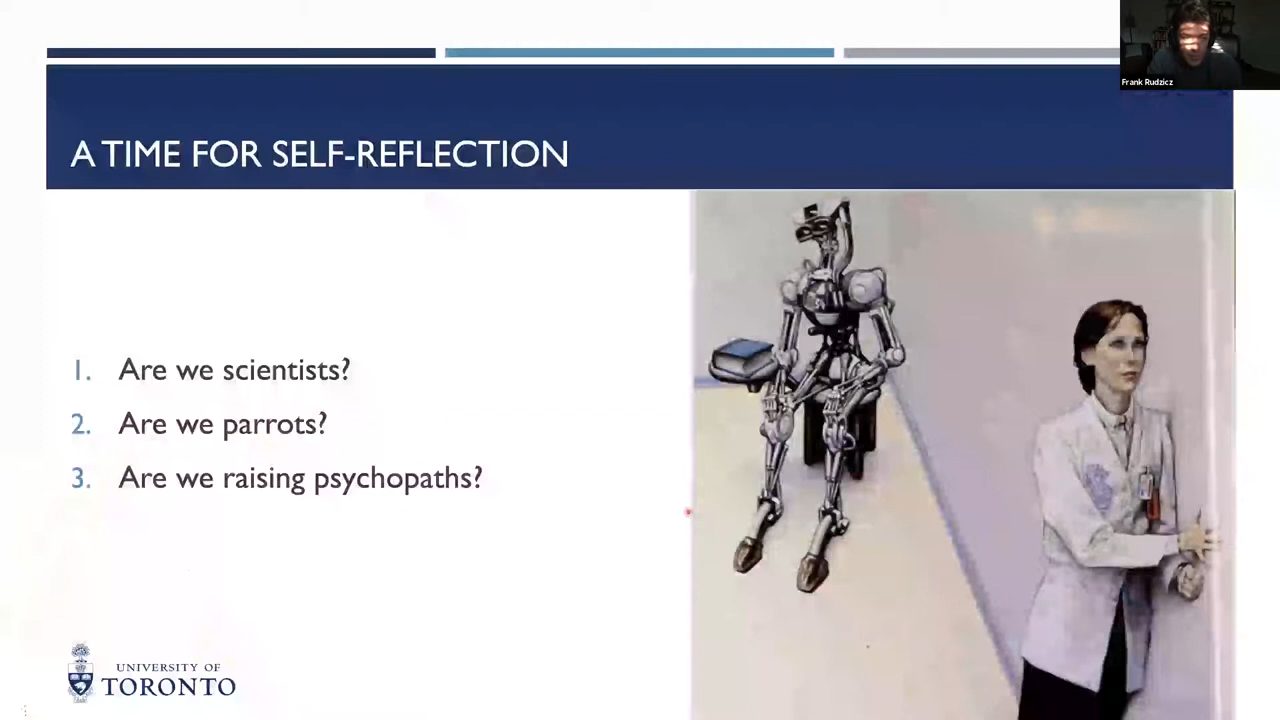 Frank Rudzicz
A TIME FOR SELF-REFLECTION
1. Are we scientists?
2. Are we parrots?
3. Are we raising psychopaths?
UNIVERSITY OF
TORONTO